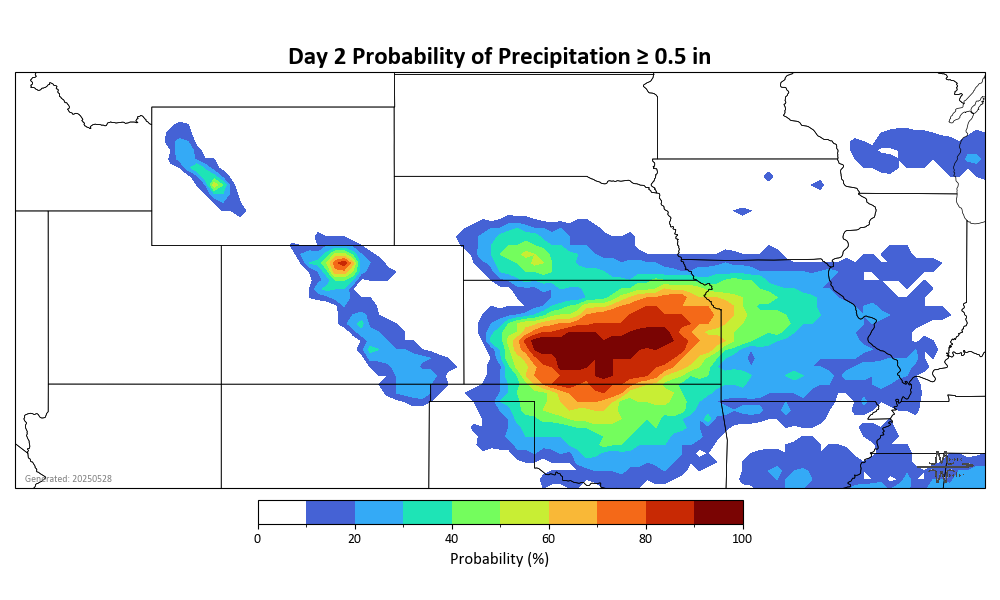 Day 2 Probability of Precipitation ≥ 0.5 in
Generated: 20250528
0 20 40 60 80 100
Probability (%)